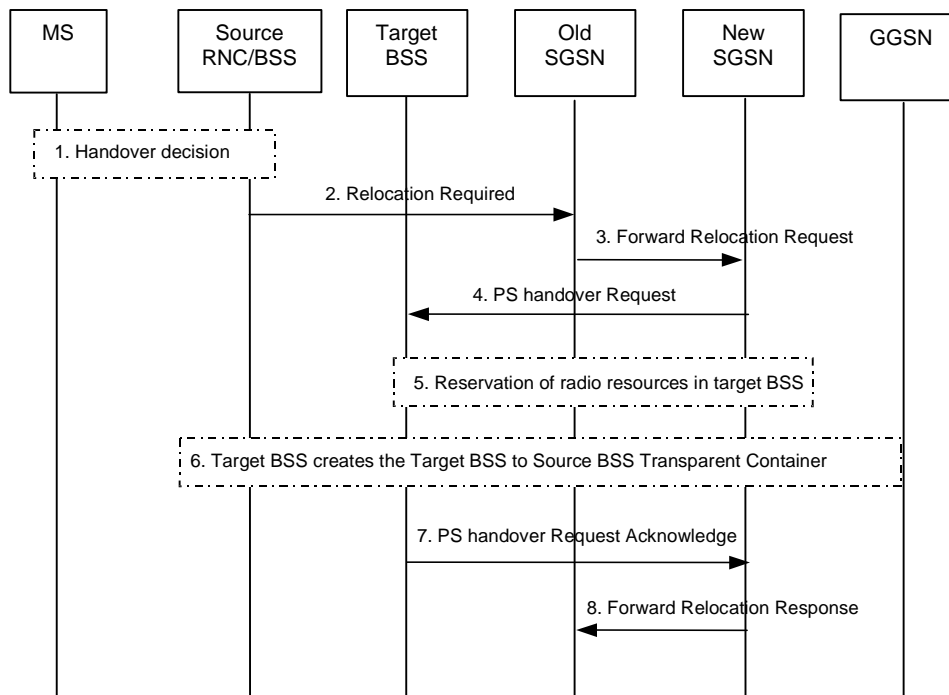 MS
Source
RNC/BSS
Target
BSS
Old
SGSN
New
SGSN
GGSN
1. Handover decision
2. Relocation Required
3. Forward Relocation Request
4. PS handover Request
5. Reservation of radio resources in target BSS
6. Target BSS creates the Target BSS to Source BSS Transparent Container
7. PS handover Request Acknowledge
8. Forward Relocation Response